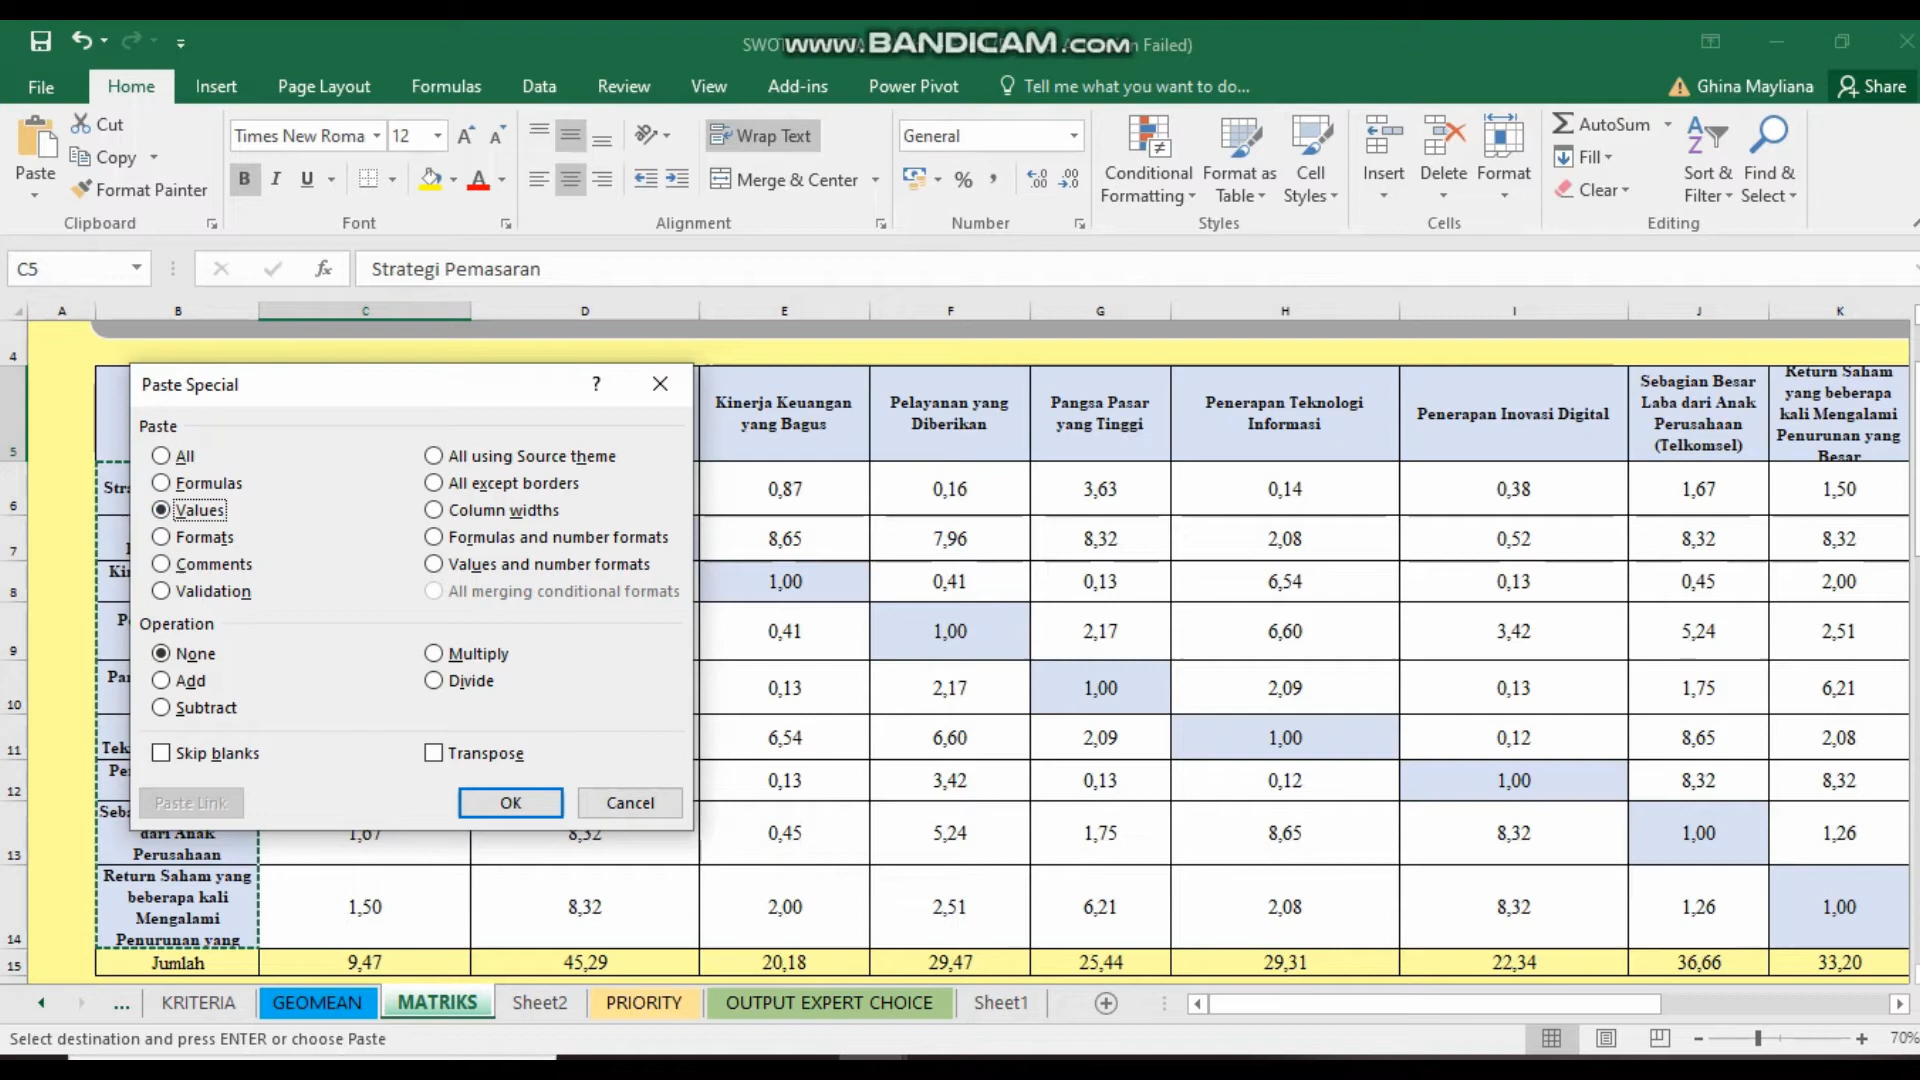 SWOT
www.BANDICAM.com
n Failed)
File
Home
Insert
Page Layout
Formulas
Data
Review
View
Add-ins
Power Pivot
Tell me what you want to do...
Ghina Mayliana
Share
Paste
Cut
Copy
Format Painter
Clipboard
Times New Roma
12
B I U
Font
Wrap Text
Merge & Center
Alignment
General
Number
Conditional
Formatting
Format as
Table
Cell
Styles
Styles
Insert
Delete
Format
Cells
AutoSum
Fill
Clear
Sort &
Filter
Find &
Select
Editing
C5
fx
Strategi Pemasaran
A B C D E F G H I J K
4
5
Kinerja Keuangan
yang Bagus
Pelayanan yang
Diberikan
Pangsa Pasar
yang Tinggi
Penerapan Teknologi
Informasi
Penerapan Inovasi Digital
Sebagian Besar
Laba dari Anak
Perusahaan
(Telkomsel)
Return Saham
yang beberapa
kali Mengalami
Penurunan yang
Besar
6 Stra 0,87 0,16 3,63 0,14 0,38 1,67 1,50
7 8,65 7,96 8,32 2,08 0,52 8,32 8,32
8 Kin 1,00 0,41 0,13 6,54 0,13 0,45 2,00
9 0,41 1,00 2,17 6,60 3,42 5,24 2,51
10 0,13 2,17 1,00 2,09 0,13 1,75 6,21
11 Tek 6,54 6,60 2,09 1,00 0,12 8,65 2,08
12 0,13 3,42 0,13 0,12 1,00 8,32 8,32
13 Seba
dari Anak
Perusahaan
1,67 8,32 0,45 5,24 1,75 8,65 8,32 1,00 1,26
14 Return Saham yang
beberapa kali
Mengalami
Penurunan yang
1,50 8,32 2,00 2,51 6,21 2,08 8,32 1,26 1,00
15 Jumlah 9,47 45,29 20,18 29,47 25,44 29,31 22,34 36,66 33,20
Paste Special
?
Paste
All
Formulas
Values
Formats
Comments
Validation
All using Source theme
All except borders
Column widths
Formulas and number formats
Values and number formats
All merging conditional formats
Operation
None
Add
Subtract
Multiply
Divide
Skip blanks
Transpose
Paste Link
OK
Cancel
...
KRITERIA
GEOMEAN
MATRIKS
Sheet2
PRIORITY
OUTPUT EXPERT CHOICE
Sheet1
Select destination and press ENTER or choose Paste
70%